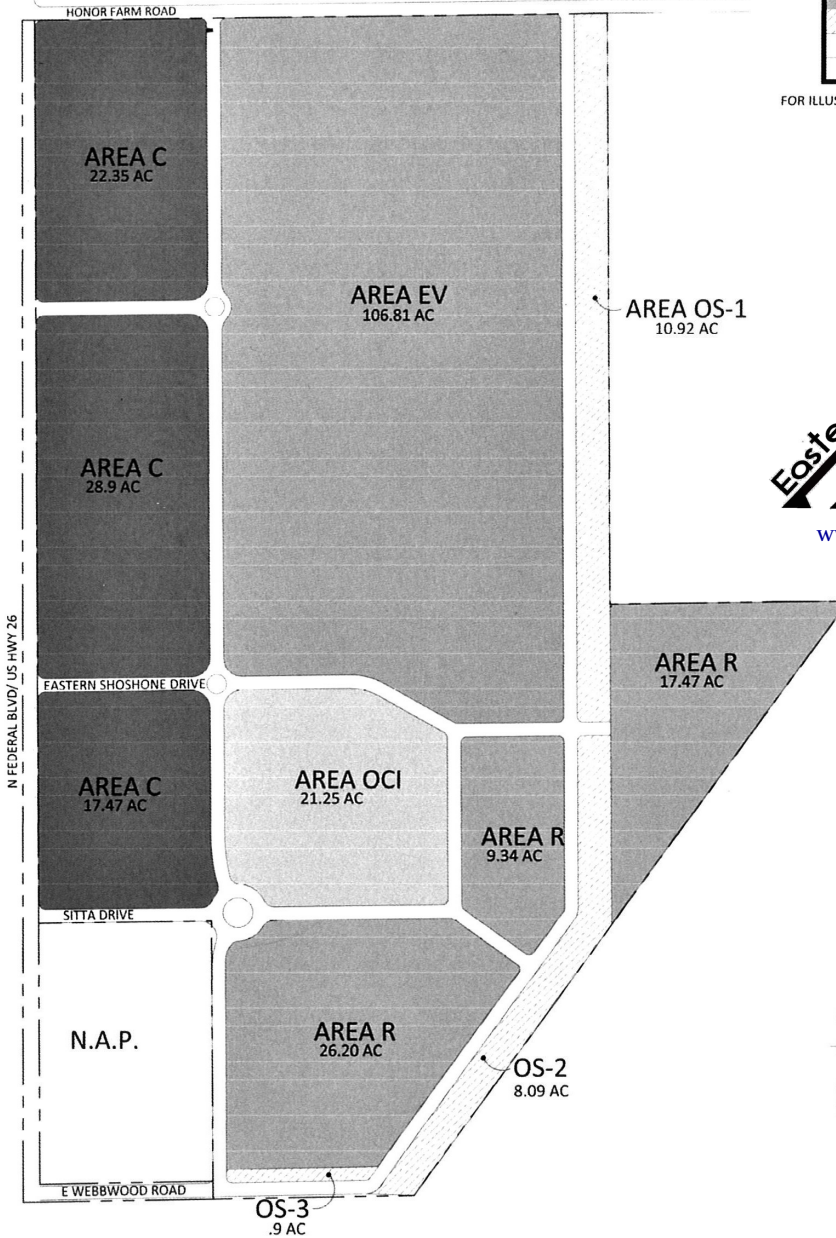 HONOR FARM ROAD
FOR ILLUS
AREA C
22.35 AC
AREA EV
106.81 AC
AREA OS-1
10.92 AC
AREA C
28.9 AC
Easte
w
N FEDERAL BLVD/ US HWY 26
EASTERN SHOSHONE DRIVE
AREA R
17.47 AC
AREA C
17.47 AC
AREA OCI
21.25 AC
AREA R
9.34 AC
SITTA DRIVE
N.A.P.
AREA R
26.20 AC
OS-2
8.09 AC
E WEBBWOOD ROAD
OS-3
.9 AC